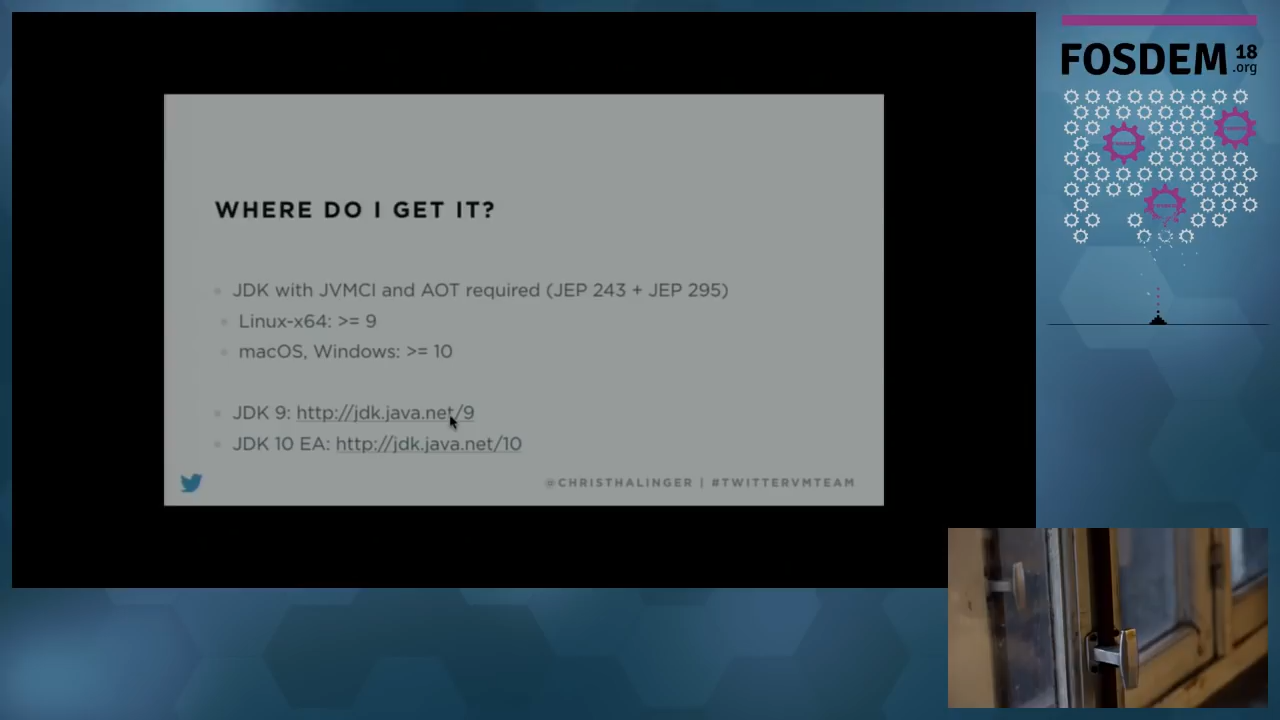 FOSDEM 18
.org
WHERE DO I GET IT?
JDK with JVMCI and AOT required (JEP 243 + JEP 295)
Linux-x64: >= 9
macOS, Windows: >= 10
JDK 9: http://jdk.java.net/9
JDK 10 EA: http://jdk.java.net/10
@CHRISTHALINGER | #TWITTERVMTEAM